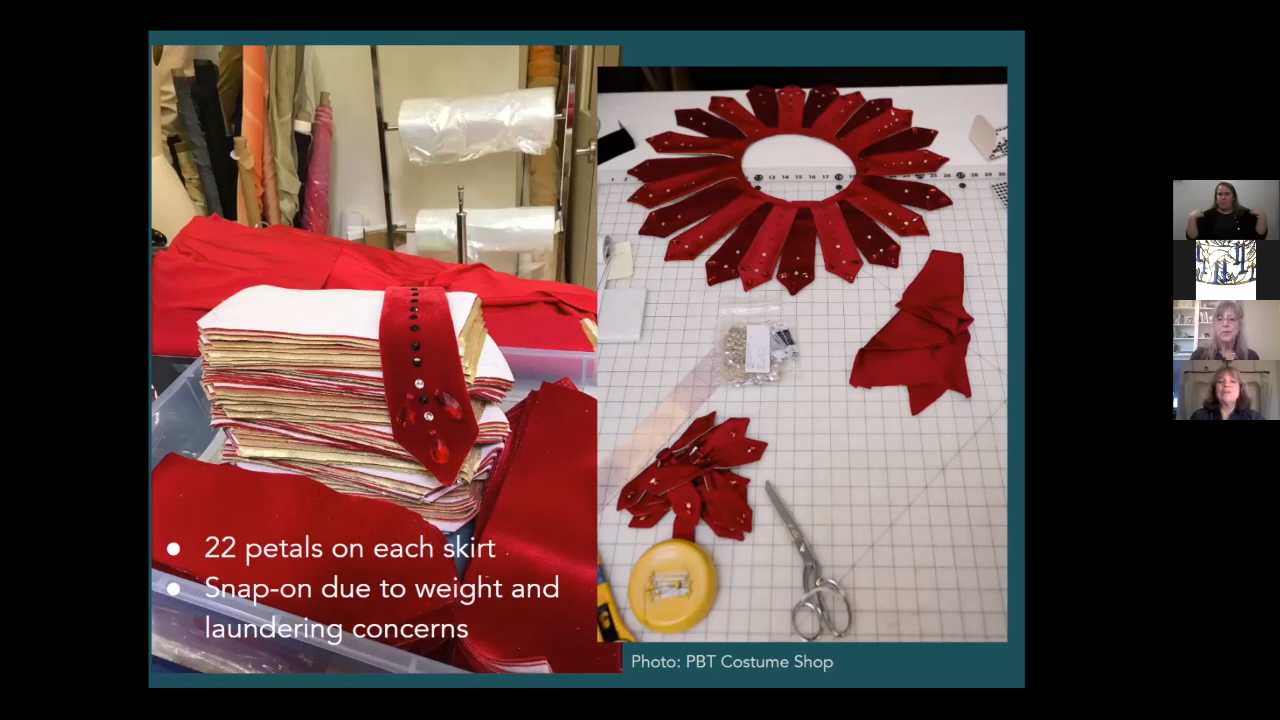 ● 22 petals on each skirt
● Snap-on due to weight and
laundering concerns
Photo: PBT Costume Shop